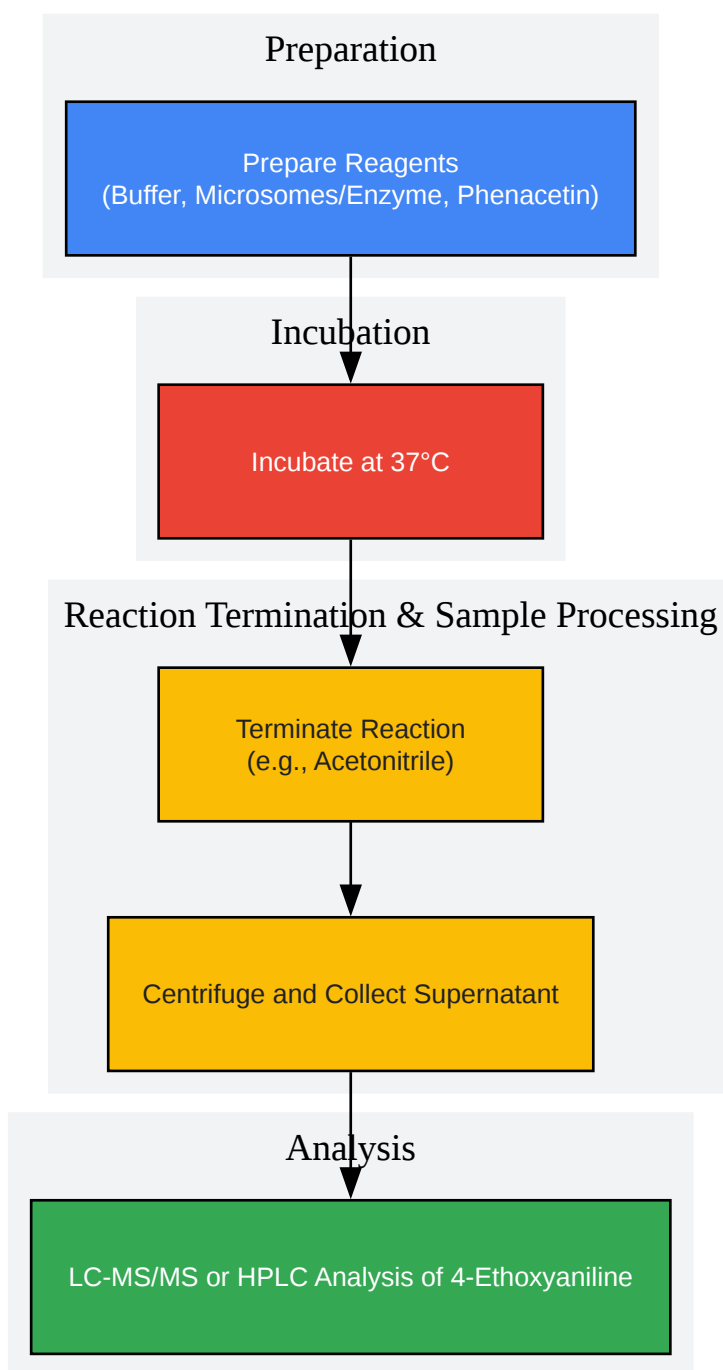 Preparation
Prepare Reagents
(Buffer, Microsomes/Enzyme, Phenacetin)
Incubation
Incubate at 37°C
Reaction Termination & Sample Processing
Terminate Reaction
(e.g., Acetonitrile)
Centrifuge and Collect Supernatant
Analysis
LC-MS/MS or HPLC Analysis of 4-Ethoxyaniline